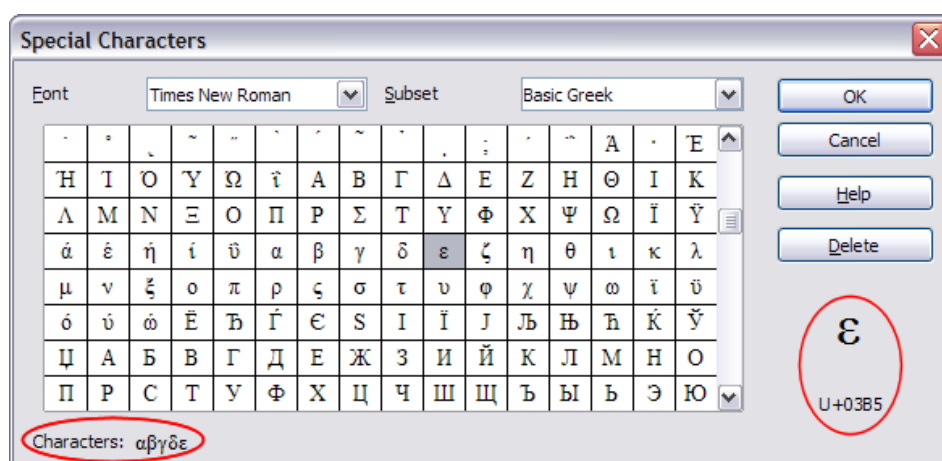 Special Characters
Font Times New Roman Subset Basic Greek OK
Cancel
Help
Delete
˜ ΄ Ά · Έ
Ή Ί Ό Ύ Ώ ΐ Α Β Γ Δ Ε Ζ Η Θ Ι Κ
Λ Μ Ν Ξ Ο Π Ρ Σ Τ Υ Φ Χ Ψ Ω Ϊ Ϋ
ά έ ή ί ΰ α β γ δ ε ζ η θ ι κ λ
μ ν ξ ο π ρ ς σ τ υ φ χ ψ ω ϊ ϋ
ό ύ ώ Ё Ђ Ѓ Є Ѕ І Ї Ј Љ Њ Ћ Ќ Ў
Џ А Б В Г Д Е Ж З И Й К Л М Н О
П Р С Т У Ф Х Ц Ч Ш Щ Ъ Ы Ь Э Ю
ε
U+03B5
Characters: αβγδε